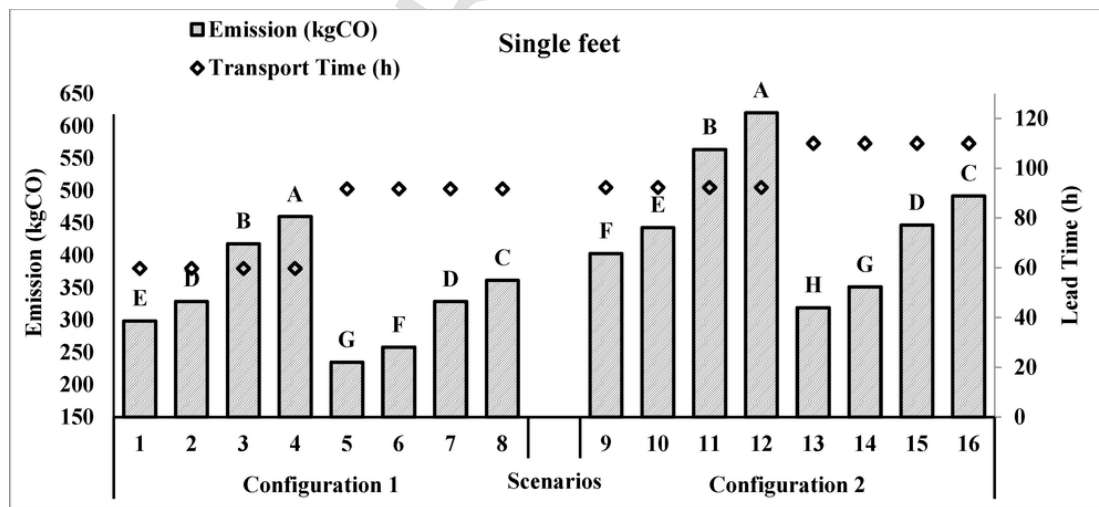 Emission (kgCO)
Transport Time (h)
Single feet
Emission (kgCO)
650
600
550
500
450
400
350
300
250
200
150
E D B A G F D C F E B A H G D C
120
100
80
60
40
20
0
Lead Time (h)
1 2 3 4 5 6 7 8 9 10 11 12 13 14 15 16
Configuration 1 Scenarios Configuration 2